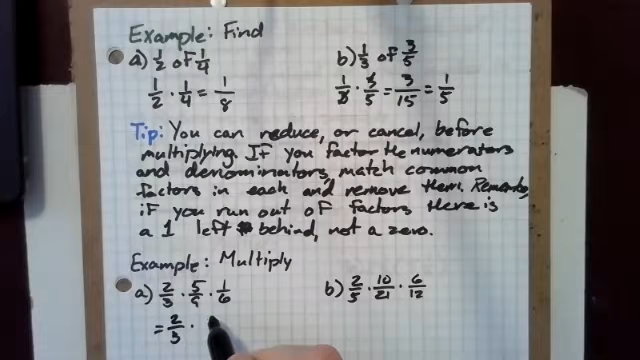 Example: Find
a) 1/2 of 1/4
b) 1/3 of 3/5
1/2 · 1/4 = 1/8
1/3 · 3/5 = 3/15 = 1/5
Tip: You can reduce, or cancel, before
multiplying. If you factor the numerators
and denominators, match common
factors in each and remove them. Remember,
if you run out of factors there is
a 1 left behind, not a zero.
Example: Multiply
a) 2/3 · 5/9 · 1/6
b) 2/5 · 10/21 · 6/12
= 2/3 ·